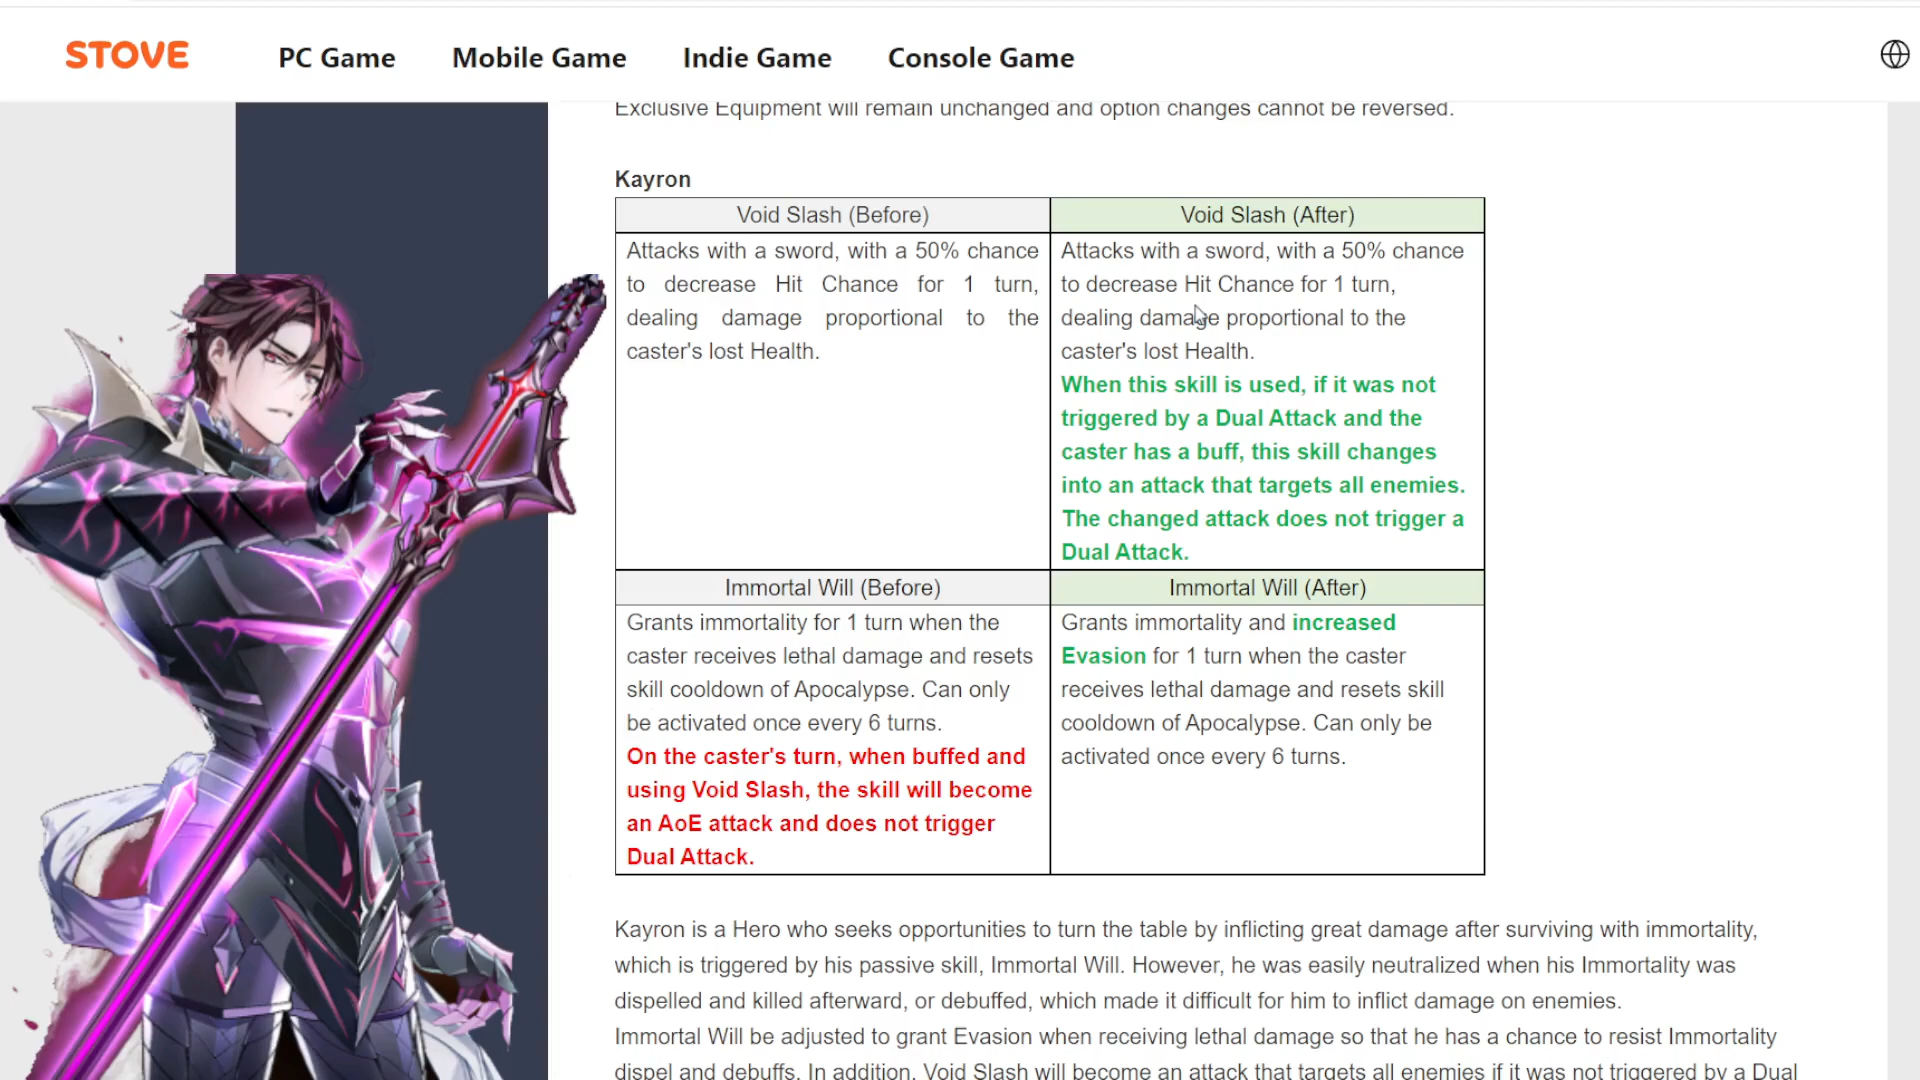 STOVE
PC Game
Mobile Game
Indie Game
Console Game
Exclusive Equipment will remain unchanged and option changes cannot be reversed.
Kayron
Void Slash (Before)
Void Slash (After)
Attacks with a sword, with a 50% chance
to decrease Hit Chance for 1 turn,
dealing damage proportional to the
caster's lost Health.
Attacks with a sword, with a 50% chance
to decrease Hit Chance for 1 turn,
dealing damage proportional to the
caster's lost Health.
When this skill is used, if it was not
triggered by a Dual Attack and the
caster has a buff, this skill changes
into an attack that targets all enemies.
The changed attack does not trigger a
Dual Attack.
Immortal Will (Before)
Immortal Will (After)
Grants immortality for 1 turn when the
caster receives lethal damage and resets
skill cooldown of Apocalypse. Can only
be activated once every 6 turns.
On the caster's turn, when buffed and
using Void Slash, the skill will become
an AoE attack and does not trigger
Dual Attack.
Grants immortality and increased
Evasion for 1 turn when the caster
receives lethal damage and resets skill
cooldown of Apocalypse. Can only be
activated once every 6 turns.
Kayron is a Hero who seeks opportunities to turn the table by inflicting great damage after surviving with immortality,
which is triggered by his passive skill, Immortal Will. However, he was easily neutralized when his Immortality was
dispelled and killed afterward, or debuffed, which made it difficult for him to inflict damage on enemies.
Immortal Will be adjusted to grant Evasion when receiving lethal damage so that he has a chance to resist Immortality
dispel and debuffs. In addition, Void Slash will become an attack that targets all enemies if it was not triggered by a Dual